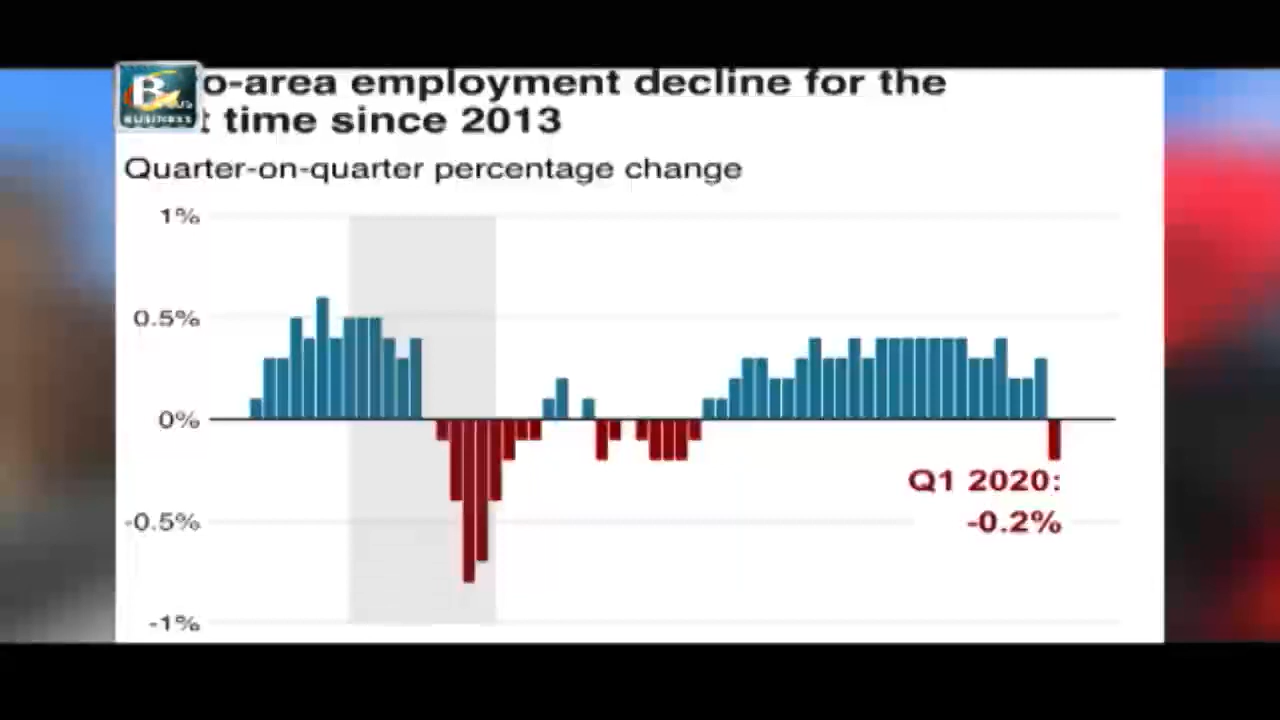 o-area employment decline for the
t time since 2013
BUSINESS
Quarter-on-quarter percentage change
1%
0.5%
0%
-0.5%
-1%
Q1 2020:
-0.2%